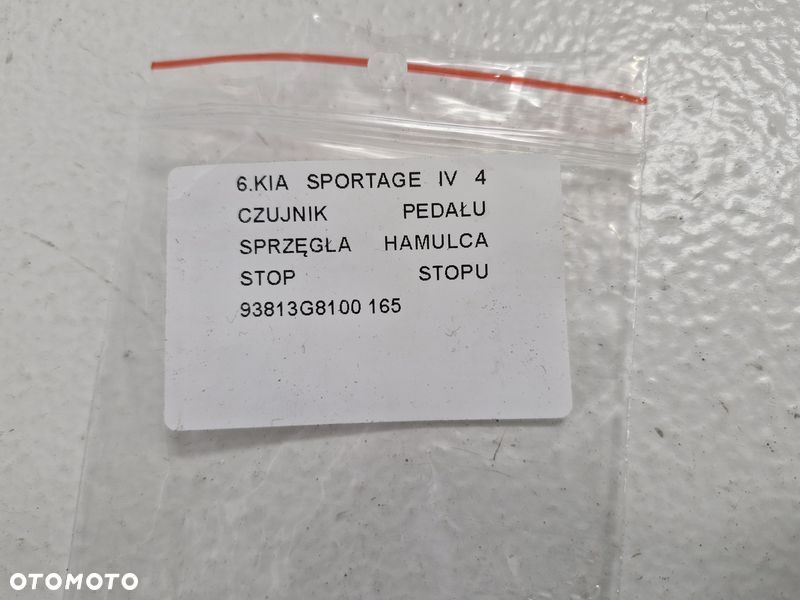 6.KIA SPORTAGE IV 4
CZUJNIK PEDAŁU
SPRZĘGŁA HAMULCA
STOP STOPU
93813G8100 165
OTOMOTO